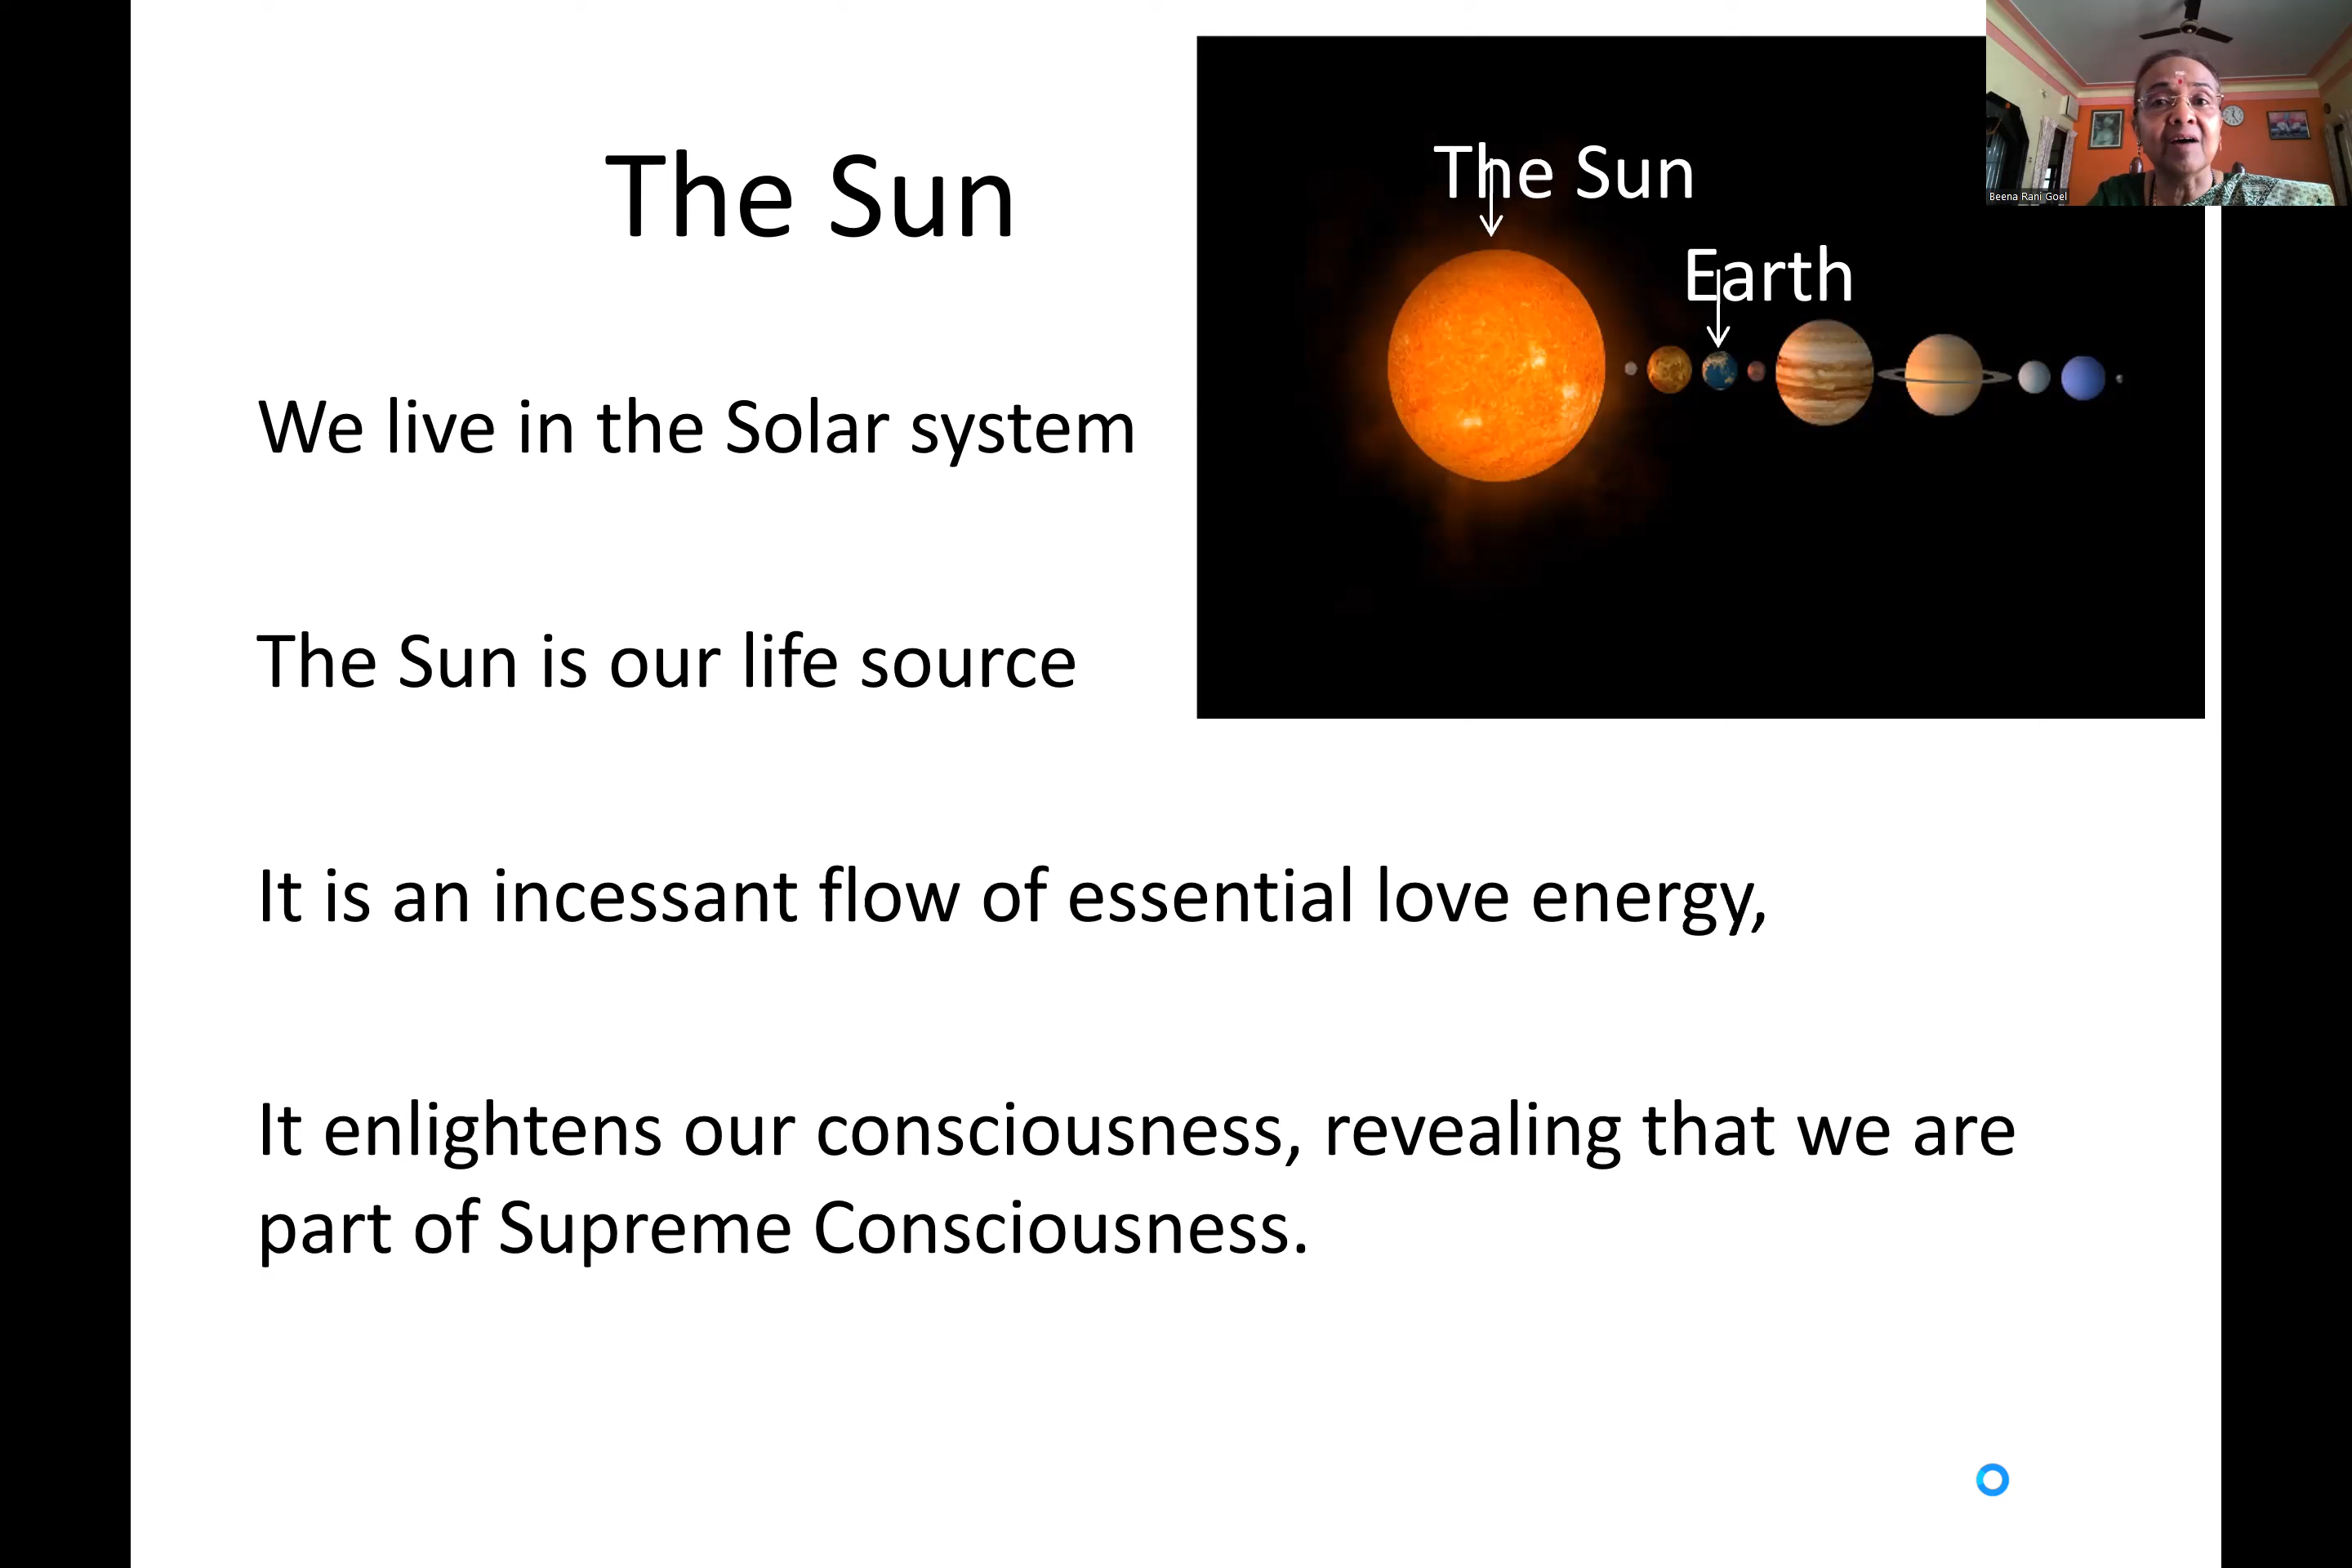 The Sun
The Sun
Earth
Beena Rani Goel
We live in the Solar system
The Sun is our life source
It is an incessant flow of essential love energy,
It enlightens our consciousness, revealing that we are
part of Supreme Consciousness.